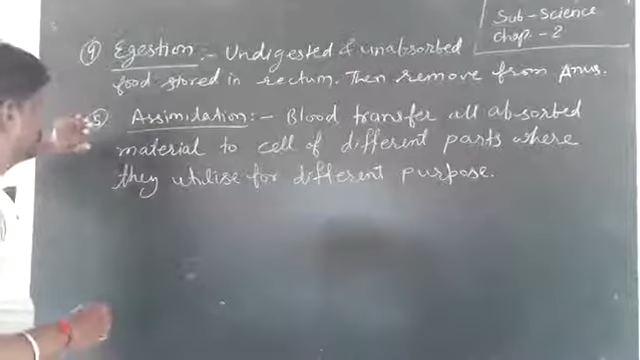 Sub - Science
Chap. - 2
④ Egestion :- Undigested & unabsorbed
food stored in rectum. Then remove from Anus.
⑤ Assimilation :- Blood transfer all absorbed
material to cell of different parts where
they utilise for different purpose.